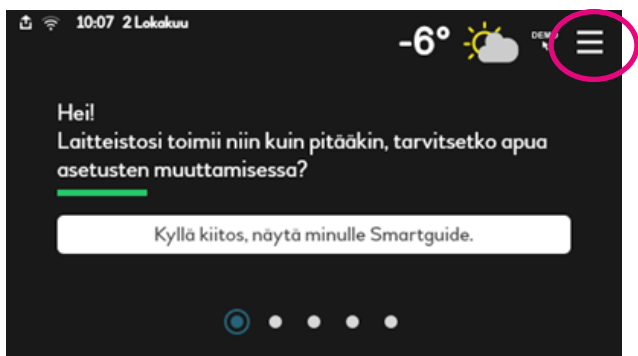 10:07 2 Lokakuu
-6° DEMO
Hei!
Laitteistosi toimii niin kuin pitääkin, tarvitsetko apua
asetusten muuttamisessa?
Kyllä kiitos, näytä minulle Smartguide.